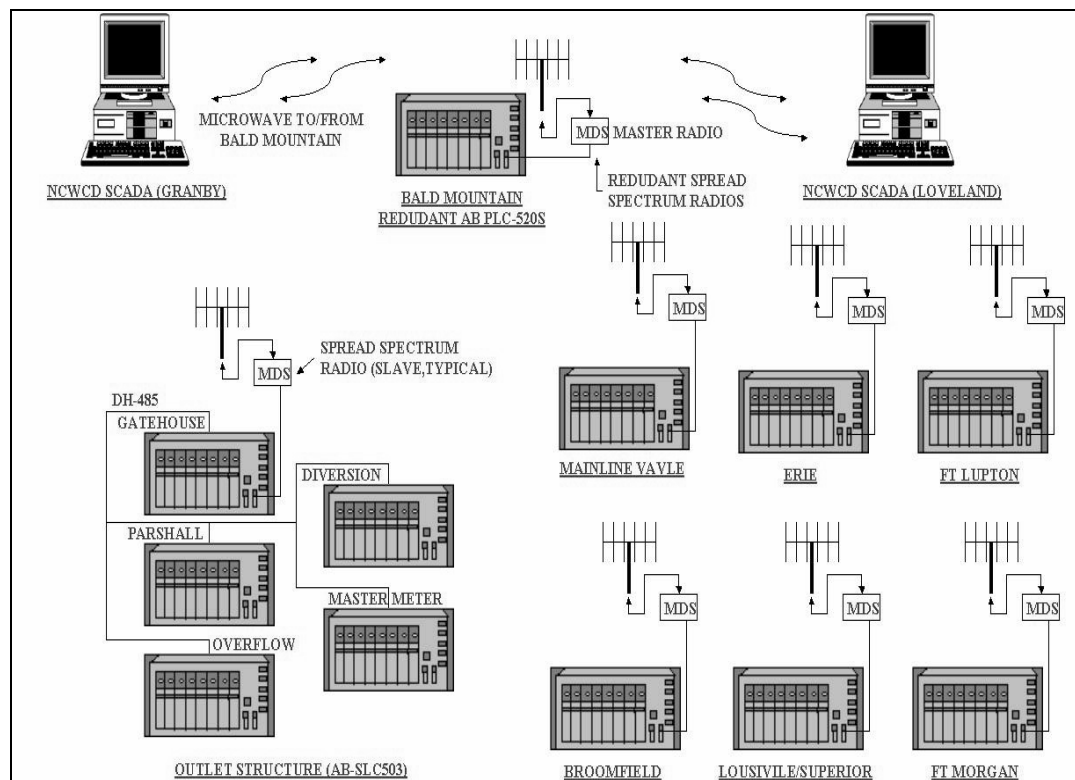 MICROWAVE TO/FROM
BALD MOUNTAIN
NCWCD SCADA (GRANBY)
MDS
MASTER RADIO
BALD MOUNTAIN
REDUDANT AB PLC-520S
REDUDANT SPREAD
SPECTRUM RADIOS
NCWCD SCADA (LOVELAND)
MDS
SPREAD SPECTRUM
RADIO (SLAVE,TYPICAL)
DH-485
GATEHOUSE
DIVERSION
PARSHALL
MASTER METER
OVERFLOW
OUTLET STRUCTURE (AB-SLC503)
MDS
MAINLINE VAVLE
MDS
ERIE
MDS
FT LUPTON
MDS
BROOMFIELD
MDS
LOUSIVILE/SUPERIOR
MDS
FT MORGAN